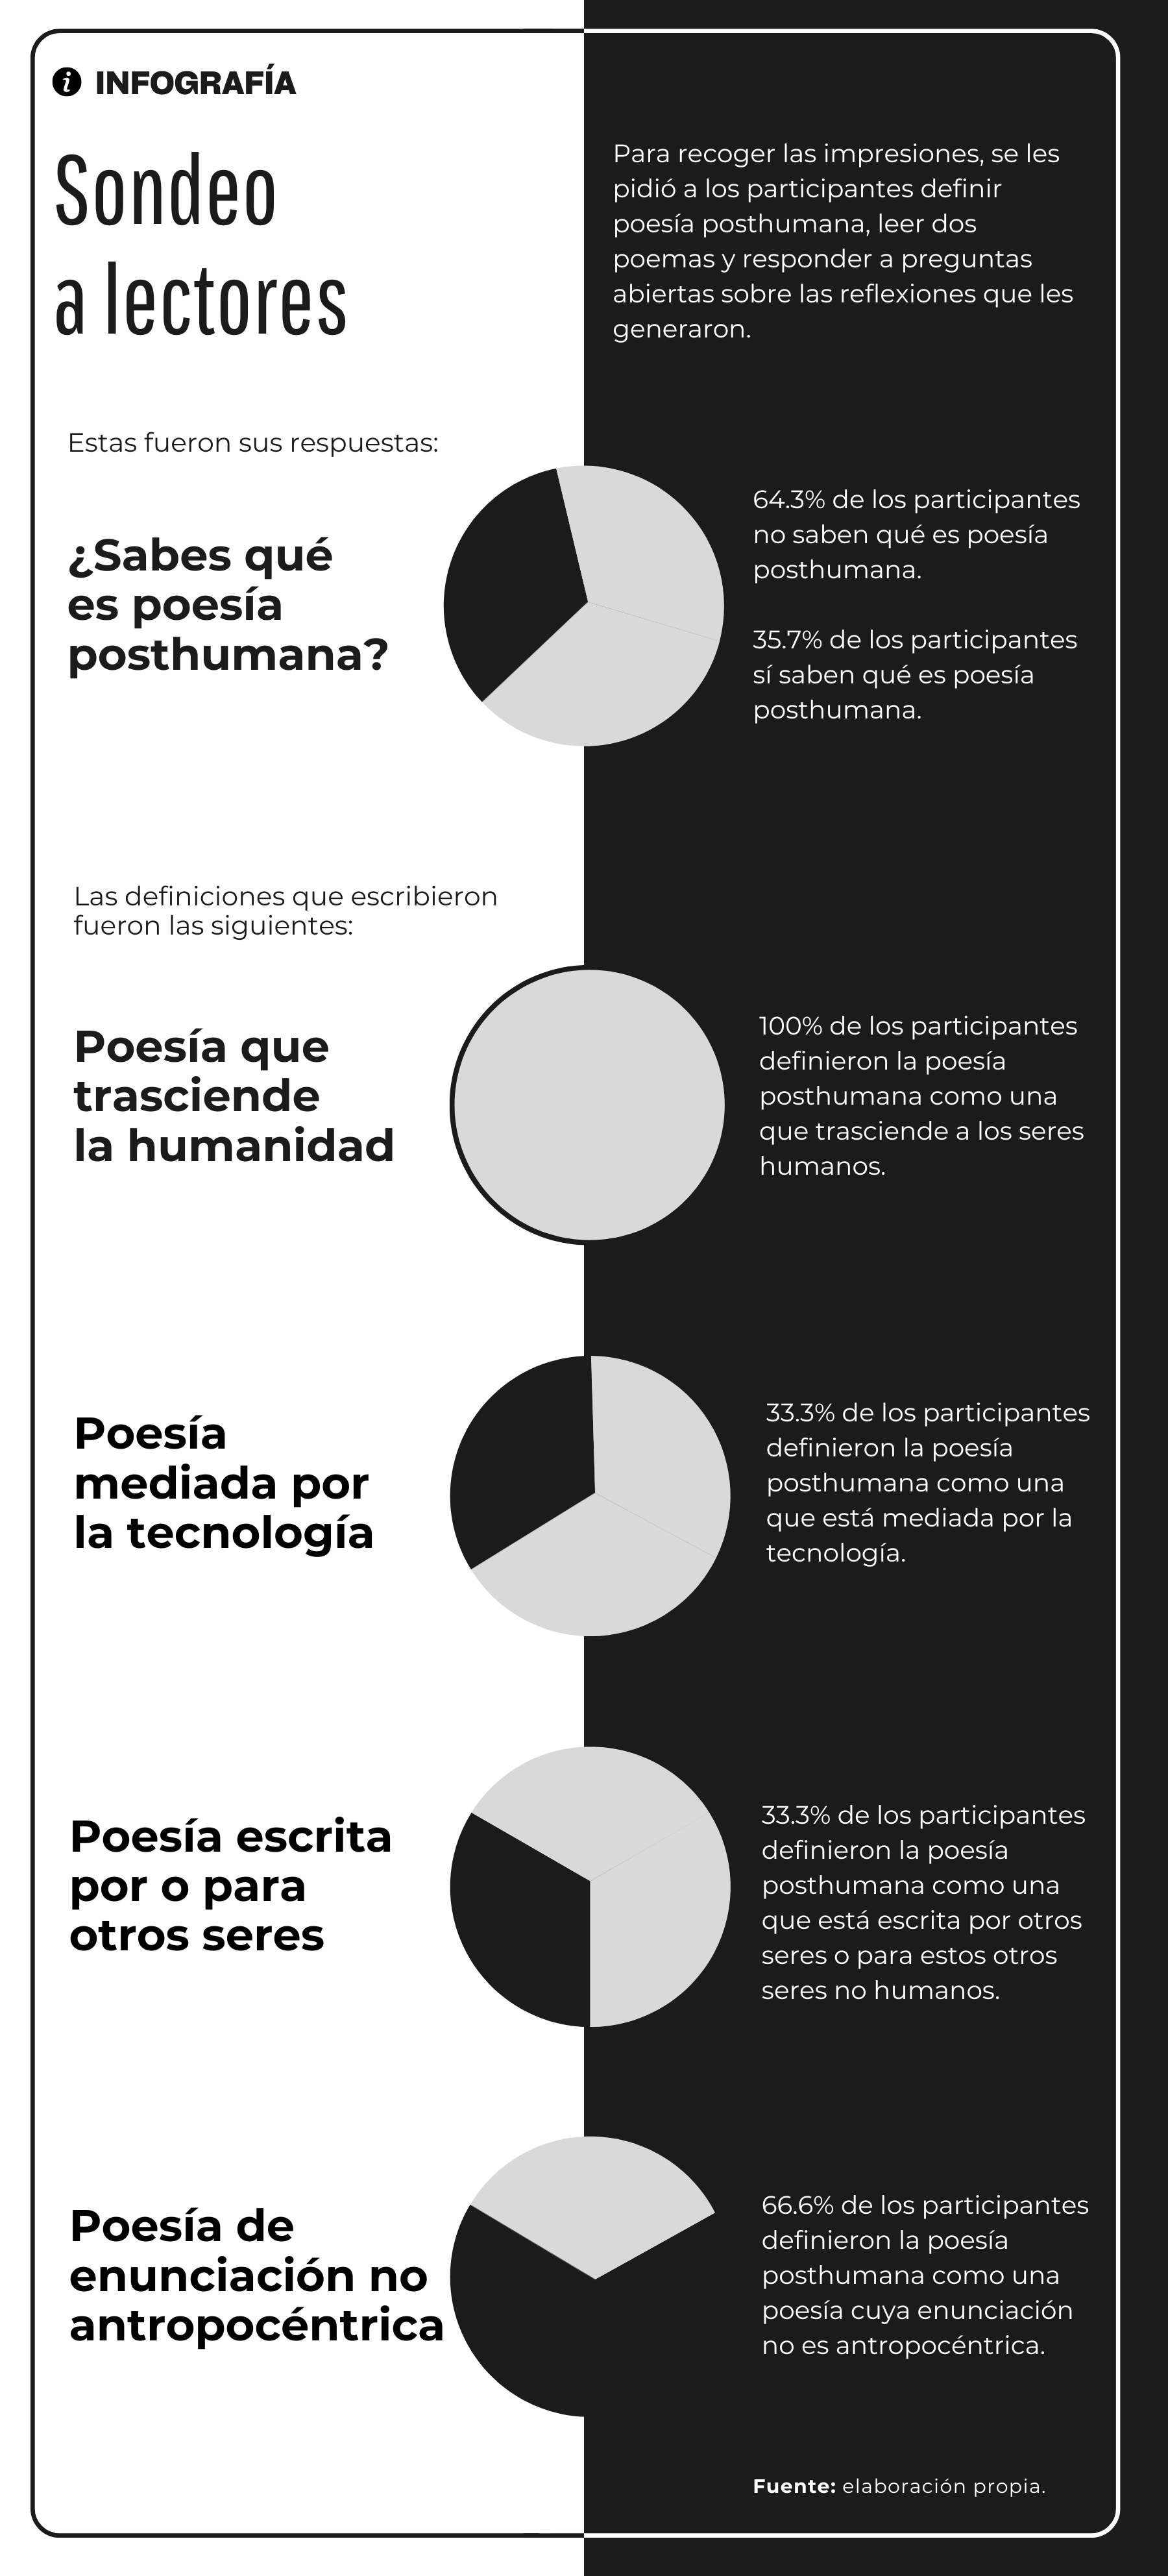 INFOGRAFÍA
Sondeo
a lectores
Para recoger las impresiones, se les
pidió a los participantes definir
poesía posthumana, leer dos
poemas y responder a preguntas
abiertas sobre las reflexiones que les
generaron.
Estas fueron sus respuestas:
¿Sabes qué
es poesía
posthumana?
64.3% de los participantes
no saben qué es poesía
posthumana.
35.7% de los participantes
sí saben qué es poesía
posthumana.
Las definiciones que escribieron
fueron las siguientes:
Poesía que
trasciende
la humanidad
100% de los participantes
definieron la poesía
posthumana como una
que trasciende a los seres
humanos.
Poesía
mediada por
la tecnología
33.3% de los participantes
definieron la poesía
posthumana como una
que está mediada por la
tecnología.
Poesía escrita
por o para
otros seres
33.3% de los participantes
definieron la poesía
posthumana como una
que está escrita por otros
seres o para estos otros
seres no humanos.
Poesía de
enunciación no
antropocéntrica
66.6% de los participantes
definieron la poesía
posthumana como una
poesía cuya enunciación
no es antropocéntrica.
Fuente: elaboración propia.